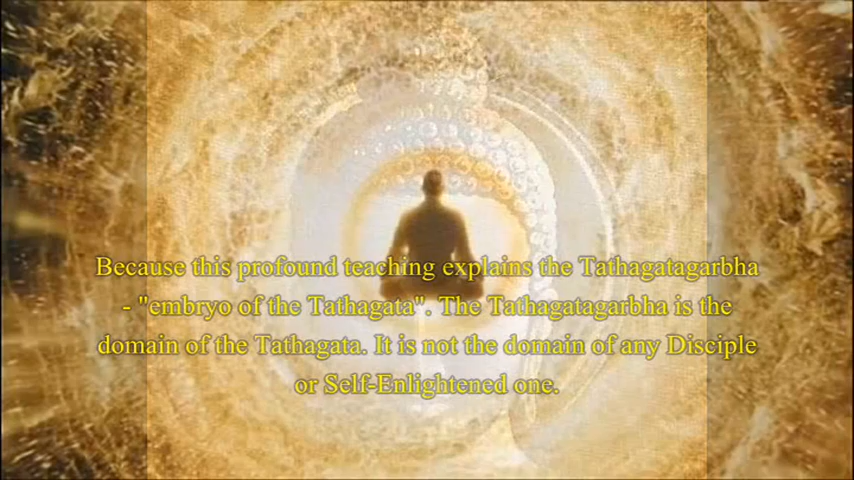 Because this profound teaching explains the Tathagatagarbha
- "embryo of the Tathagata". The Tathagatagarbha is the
domain of the Tathagata. It is not the domain of any Disciple
or Self-Enlightened one.